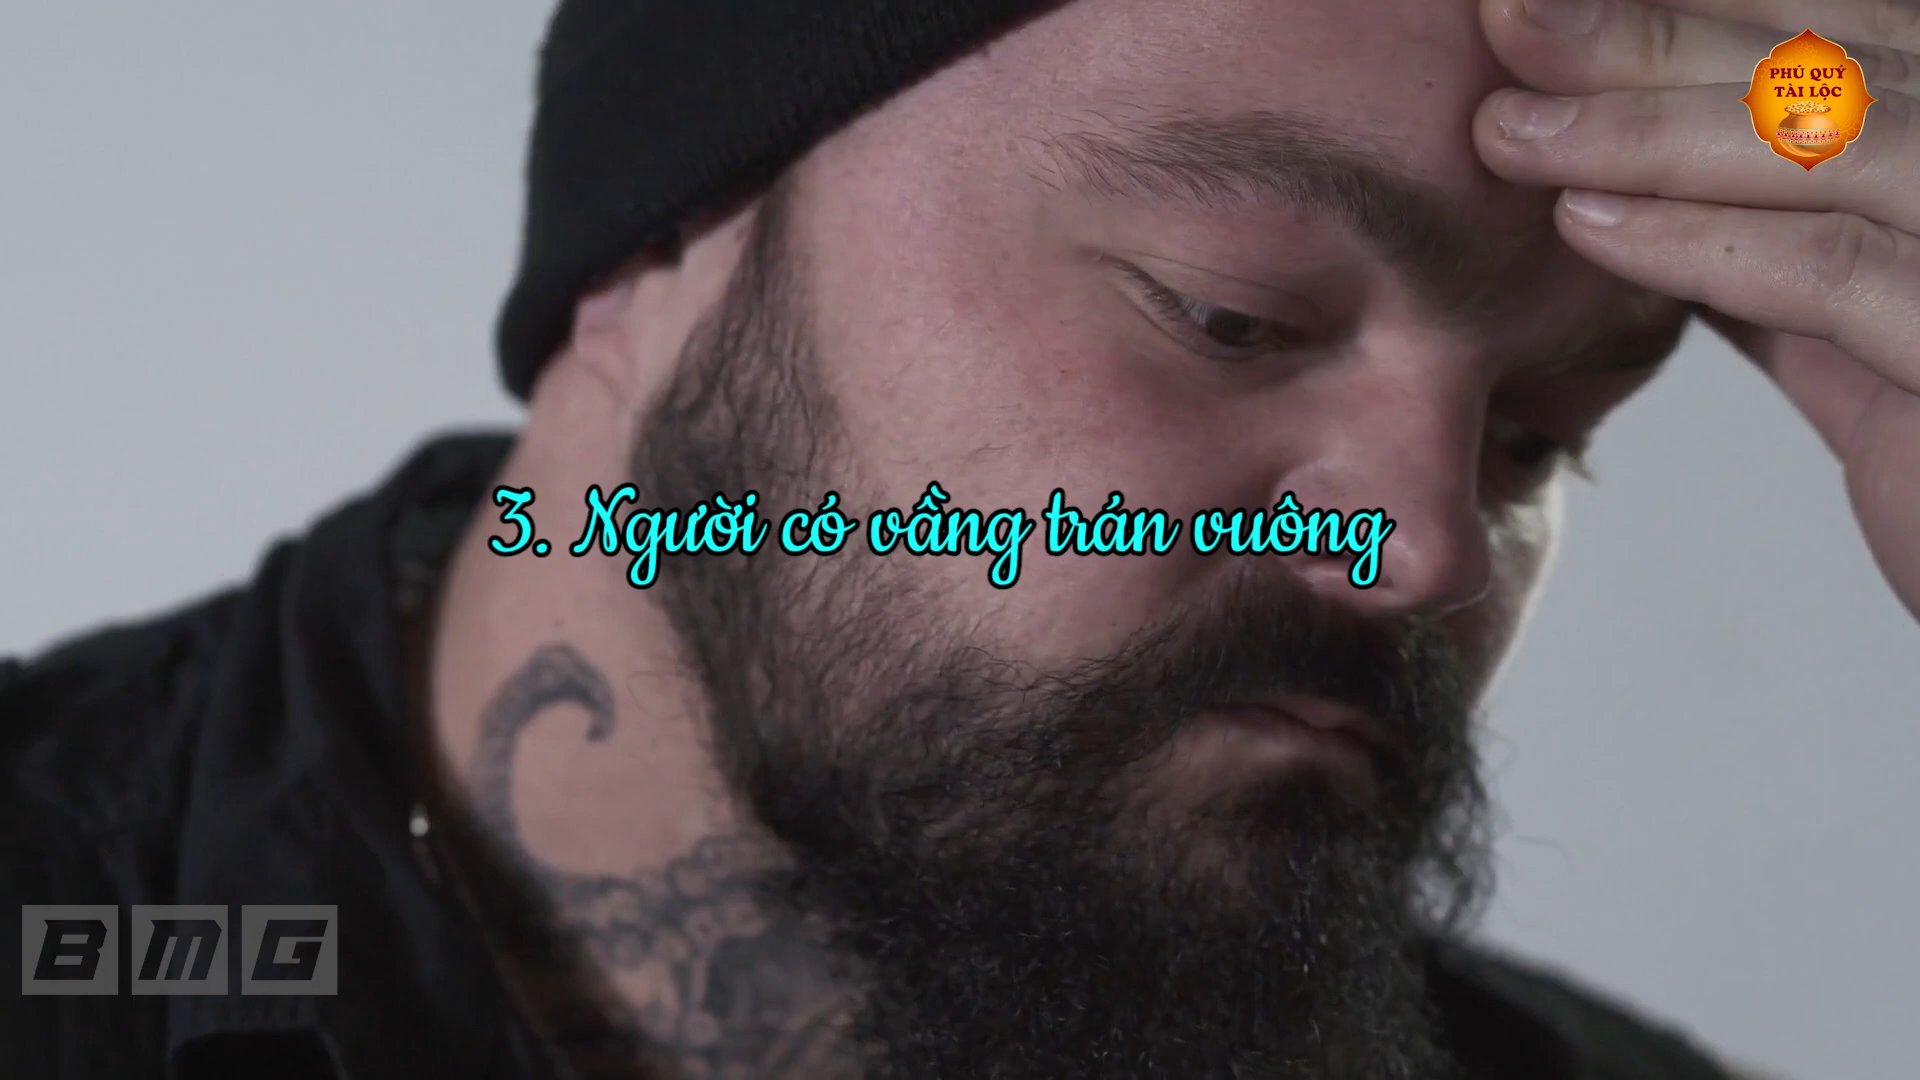 PHÚ QUÝ
TÀI LỘC
3. Người có vầng trán vuông
BMG